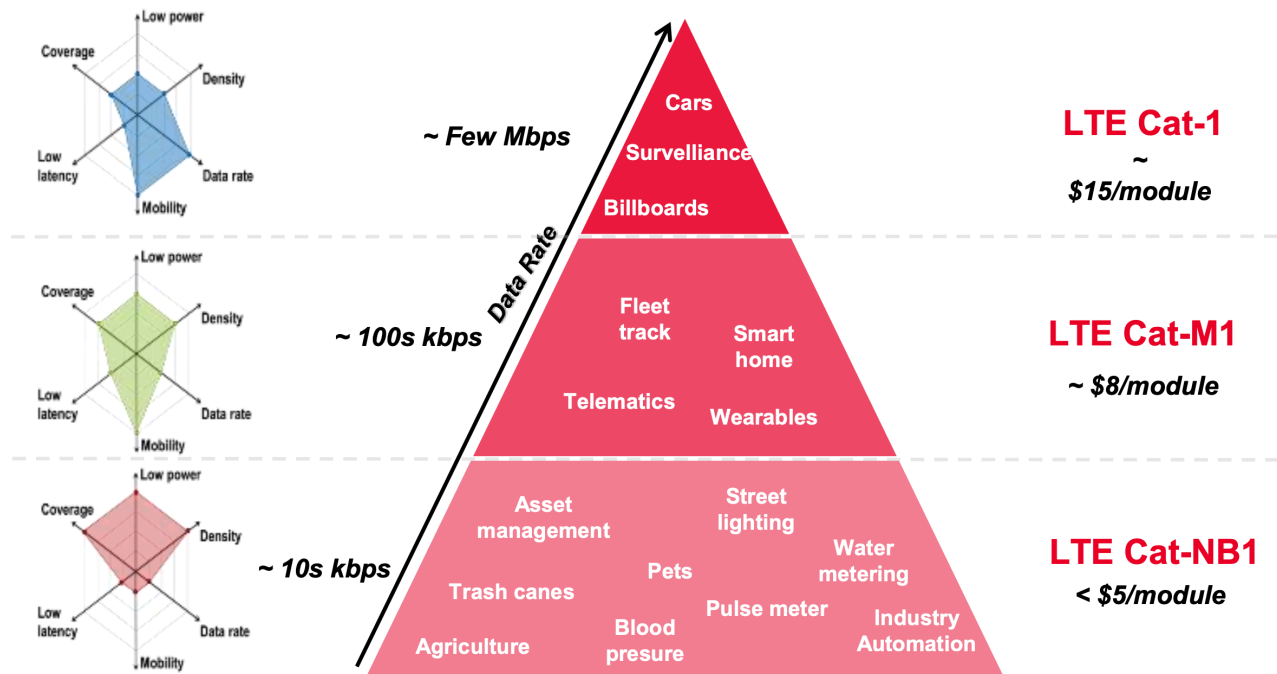 Low power
Coverage
Density
Low
latency
Data rate
Mobility
~ Few Mbps
Cars
Survelliance
Billboards
LTE Cat-1
~
$15/module
Data Rate
Low power
Coverage
Density
Low
latency
Data rate
Mobility
~ 100s kbps
Fleet
track
Smart
home
Telematics
Wearables
LTE Cat-M1
~ $8/module
Low power
Coverage
Density
Low
latency
Data rate
Mobility
~ 10s kbps
Asset
management
Street
lighting
Water
metering
Pets
Trash canes
Pulse meter
Agriculture
Blood
presure
Industry
Automation
LTE Cat-NB1
< $5/module